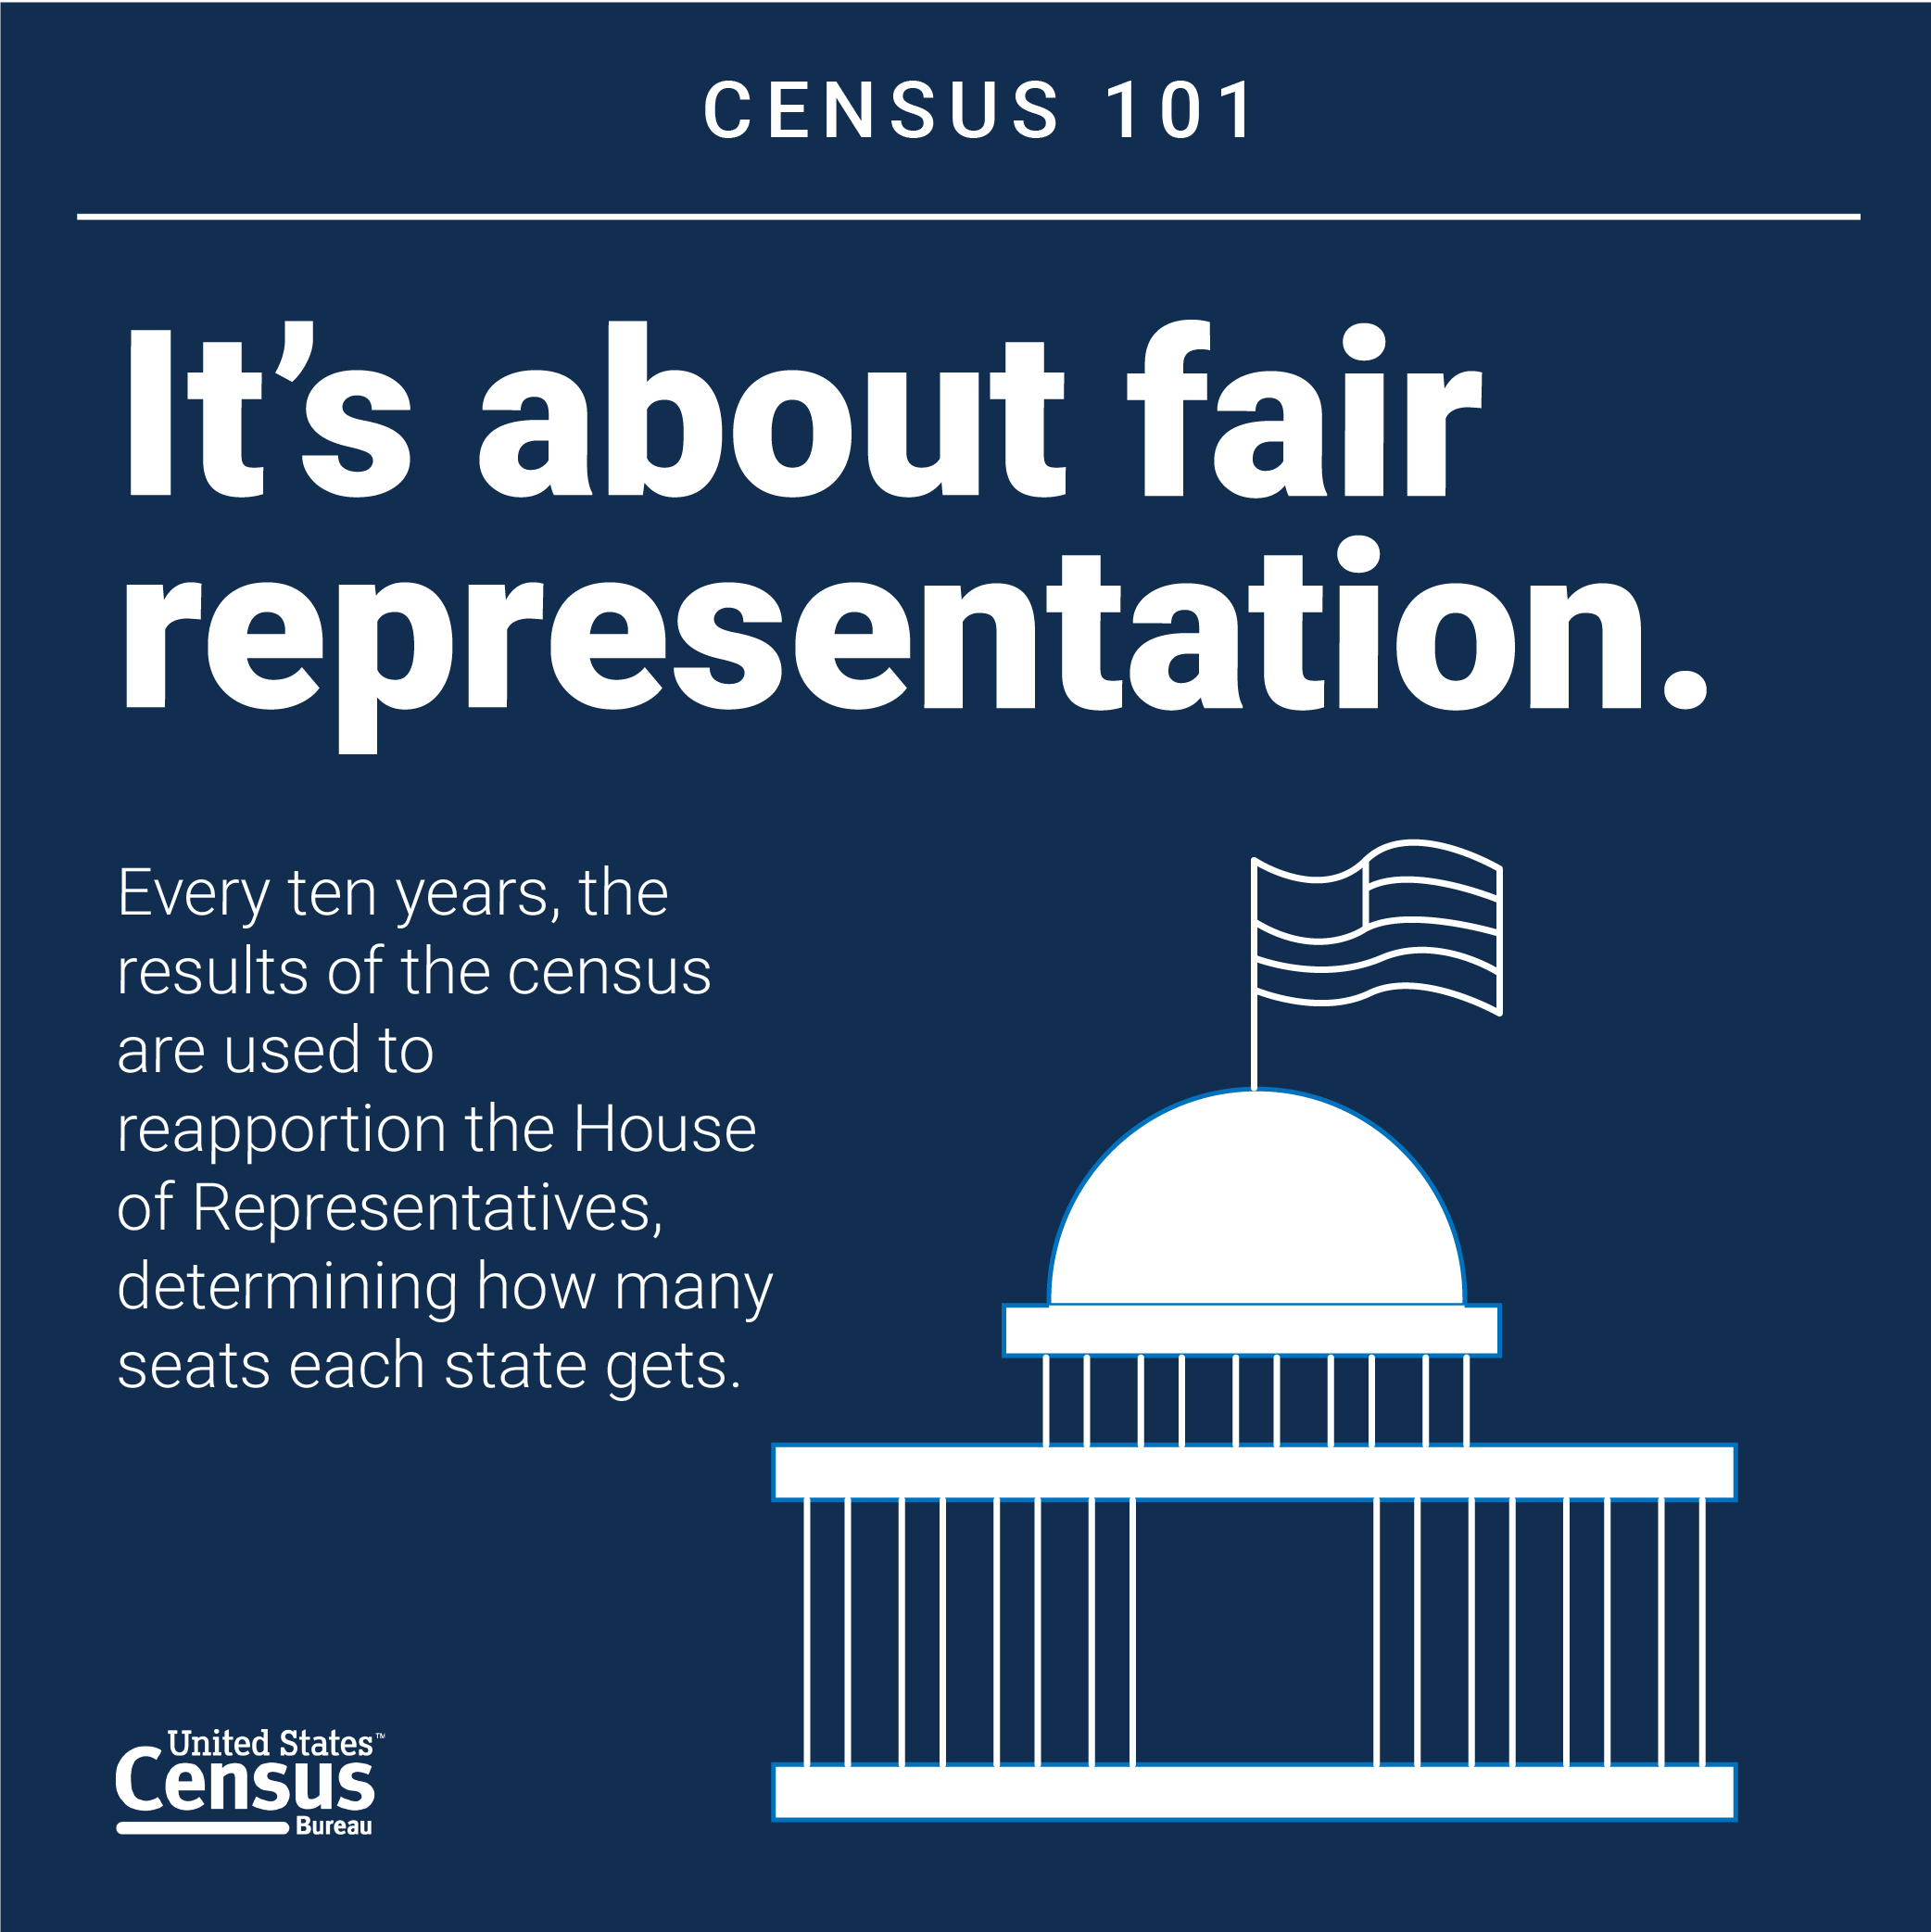 CENSUS 101
It’s about fair
representation.
Every ten years, the
results of the census
are used to
reapportion the House
of Representatives,
determining how many
seats each state gets.
United States™
Census
Bureau